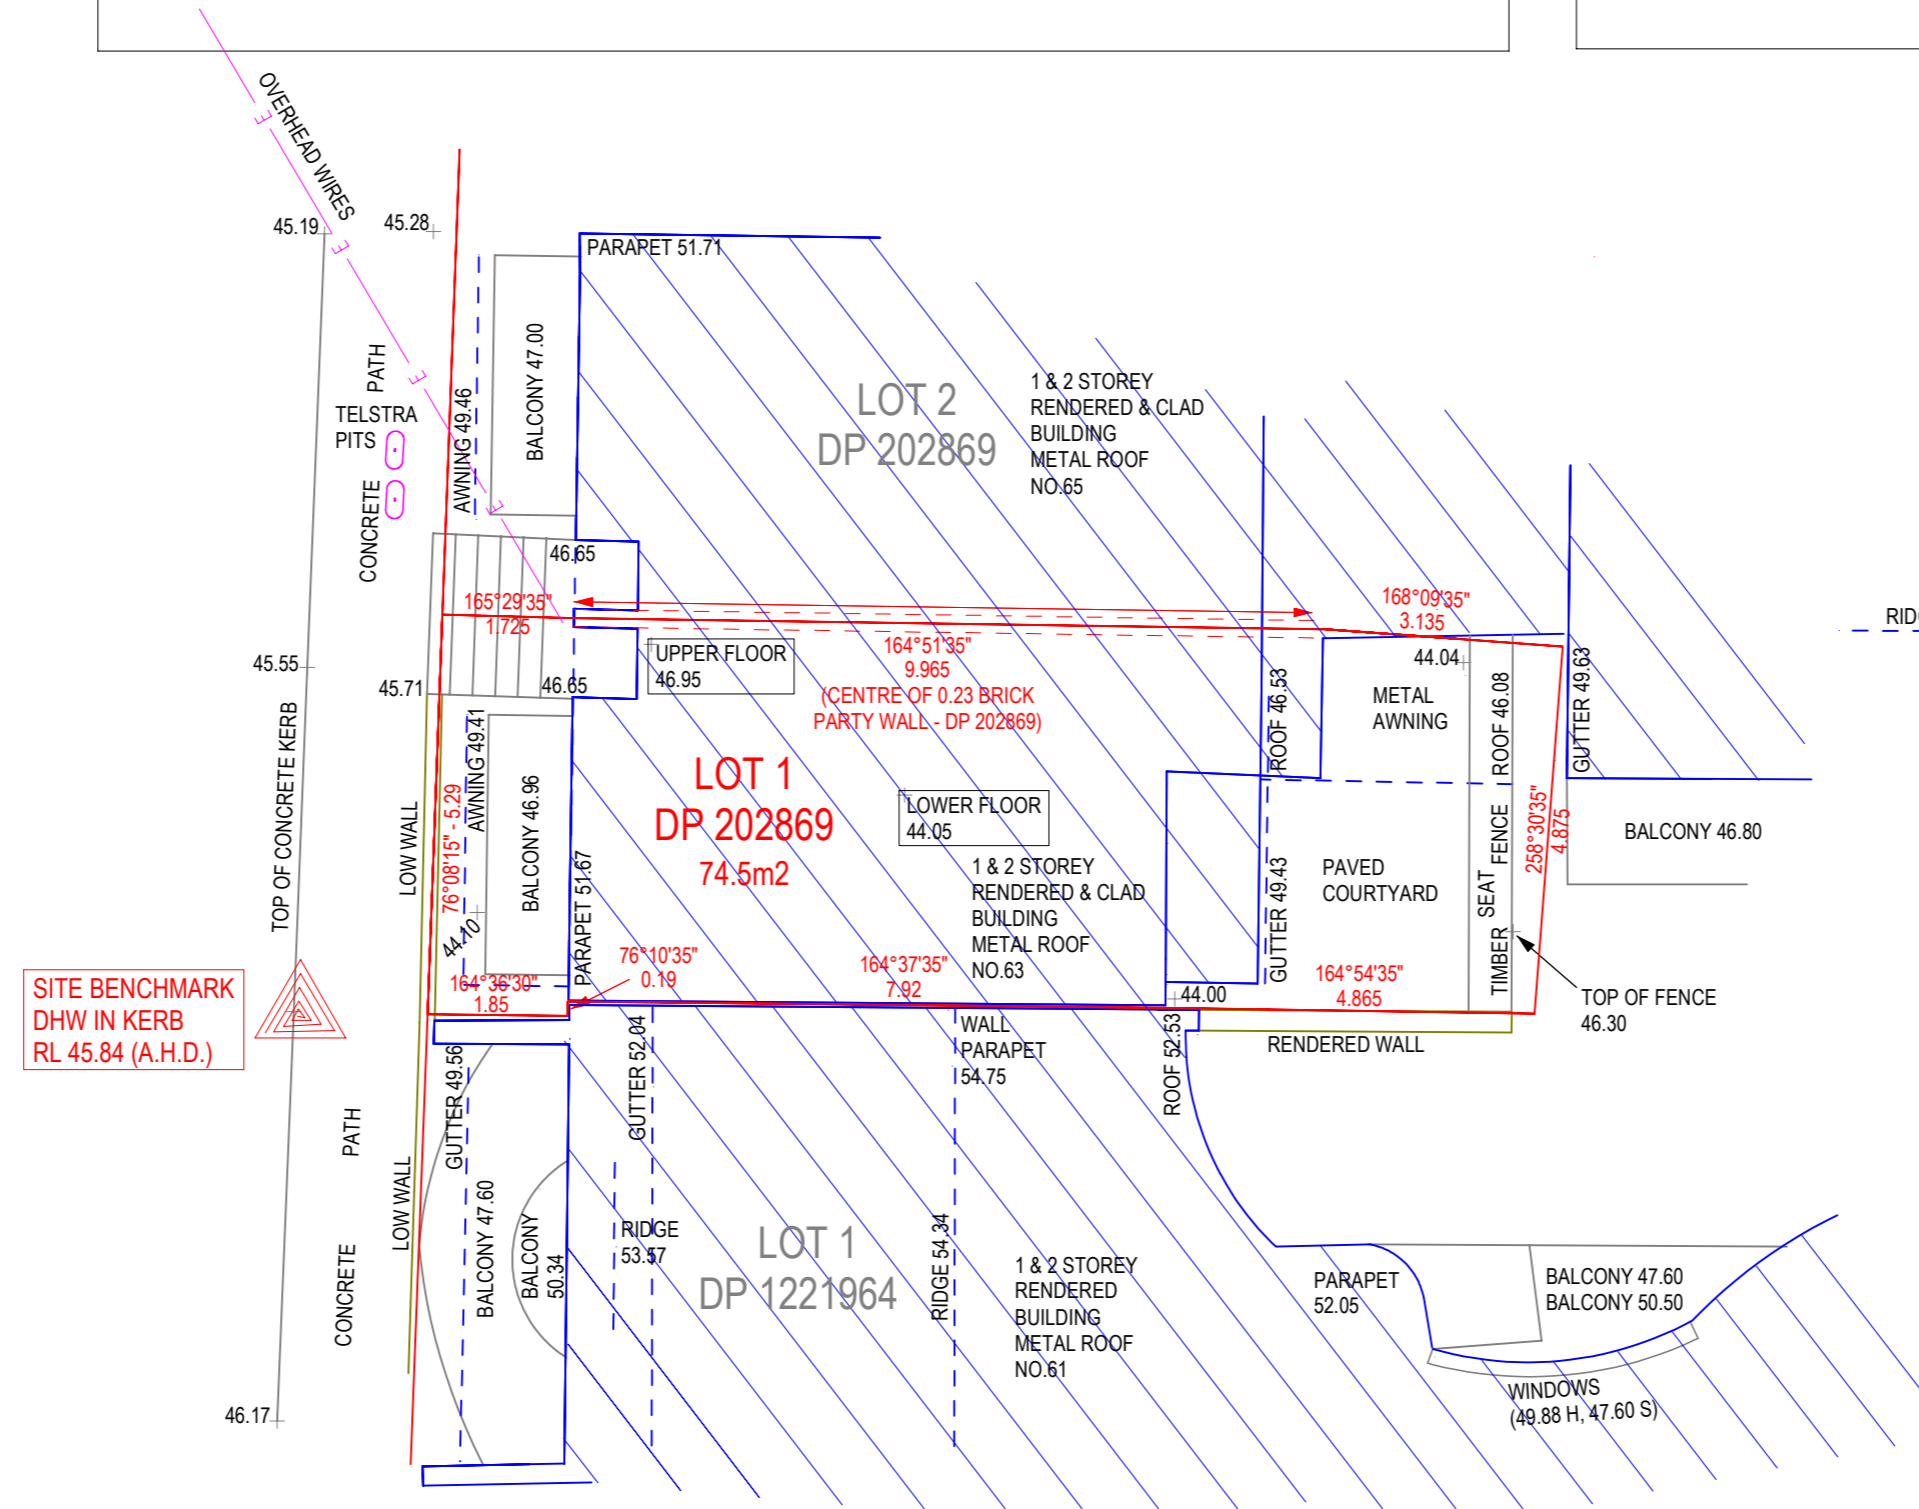 OVERHEAD WIRES
E
E
E
E
45.19
45.28
PARAPET 51.71
BALCONY 47.00
AWNING 49.46
PATH
TELSTRA
PITS
CONCRETE
LOT 2
DP 202869
1 & 2 STOREY
RENDERED & CLAD
BUILDING
METAL ROOF
NO.65
46.65
165°29'35"
1.725
168°09'35"
3.135
45.55
45.71
46.65
UPPER FLOOR
46.95
164°51'35"
9.965
(CENTRE OF 0.23 BRICK
PARTY WALL - DP 202869)
44.04
METAL
AWNING
ROOF 46.53
ROOF 46.08
GUTTER 49.63
TOP OF CONCRETE KERB
LOW WALL
76°08'15" - 5.29
AWNING 49.41
BALCONY 46.96
44.10
PARAPET 51.67
LOT 1
DP 202869
74.5m2
LOWER FLOOR
44.05
1 & 2 STOREY
RENDERED & CLAD
BUILDING
METAL ROOF
NO.63
GUTTER 49.43
PAVED
COURTYARD
TIMBER SEAT
FENCE
258°30'35"
4.875
BALCONY 46.80
RID
SITE BENCHMARK
DHW IN KERB
RL 45.84 (A.H.D.)
164°36'30"
1.85
76°10'35"
0.19
164°37'35"
7.92
44.00
164°54'35"
4.865
TOP OF FENCE
46.30
GUTTER 52.04
WALL
PARAPET
54.75
ROOF 52.53
RENDERED WALL
GUTTER 49.56
PATH
LOW WALL
CONCRETE
BALCONY 47.60
BALCONY
50.34
RIDGE
53.57
LOT 1
DP 1221964
RIDGE 54.34
1 & 2 STOREY
RENDERED
BUILDING
METAL ROOF
NO.61
PARAPET
52.05
BALCONY 47.60
BALCONY 50.50
WINDOWS
(49.88 H, 47.60 S)
46.17